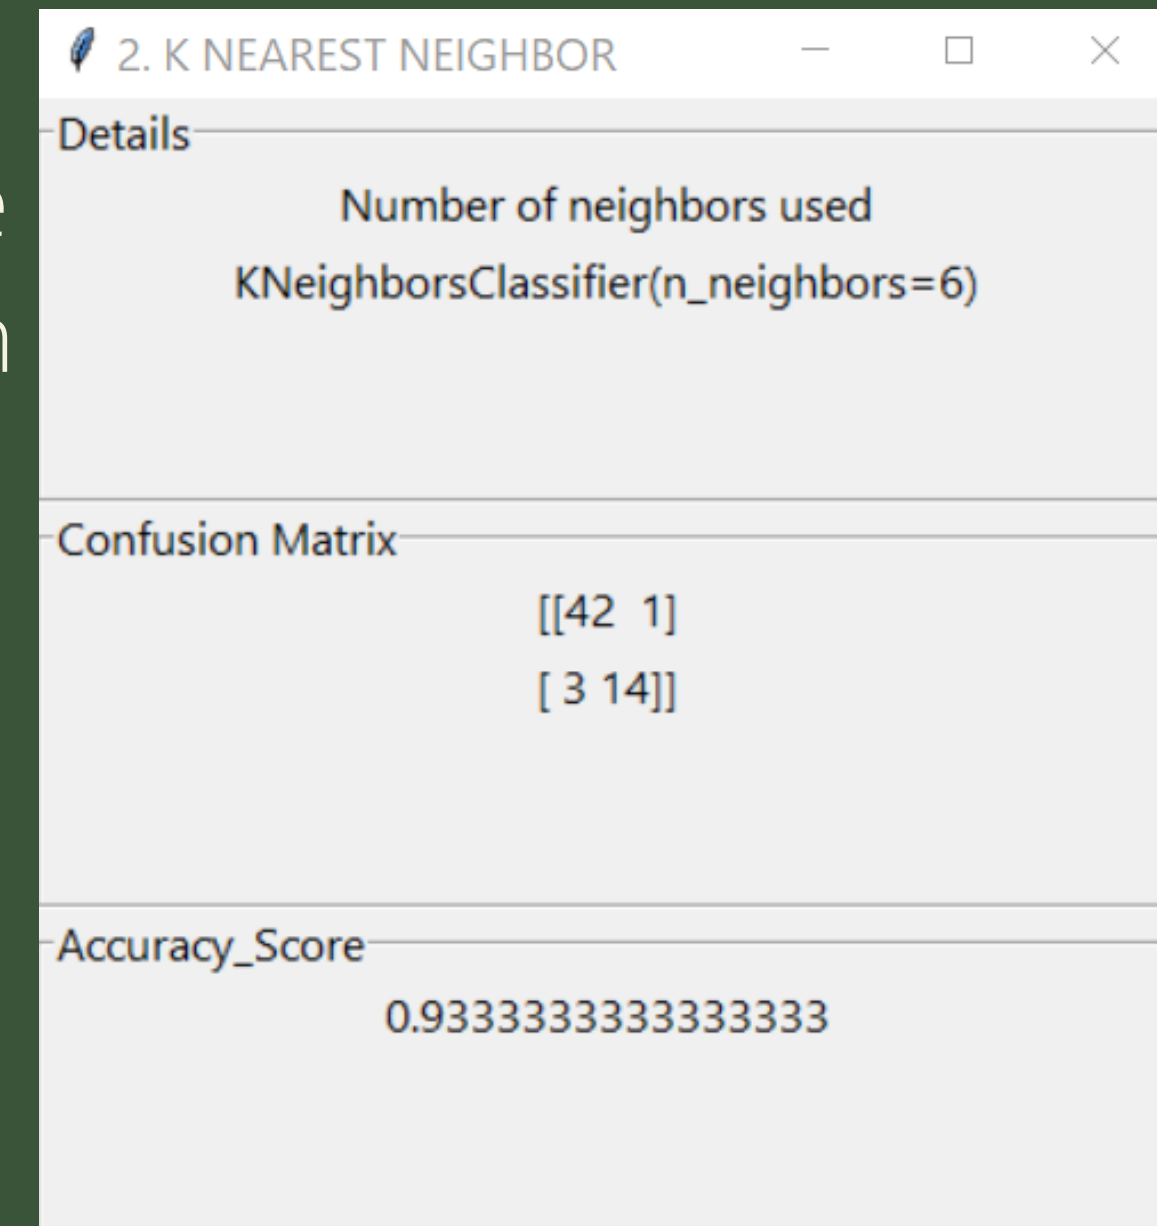 2. K NEAREST NEIGHBOR
Details
Number of neighbors used
KNeighborsClassifier(n_neighbors=6)
Confusion Matrix
[[42  1]
[ 3 14]]
Accuracy_Score
0.9333333333333333